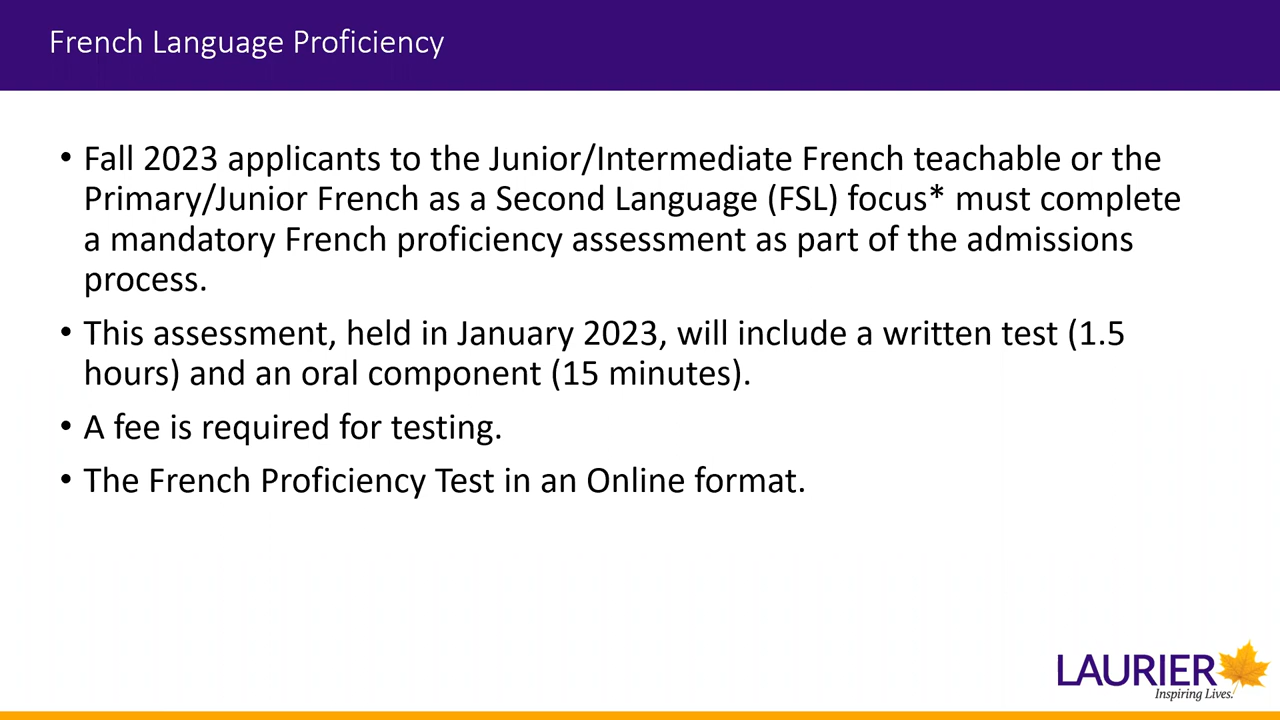 French Language Proficiency
• Fall 2023 applicants to the Junior/Intermediate French teachable or the
Primary/Junior French as a Second Language (FSL) focus* must complete
a mandatory French proficiency assessment as part of the admissions
process.
• This assessment, held in January 2023, will include a written test (1.5
hours) and an oral component (15 minutes).
• A fee is required for testing.
• The French Proficiency Test in an Online format.
LAURIER
Inspiring Lives.